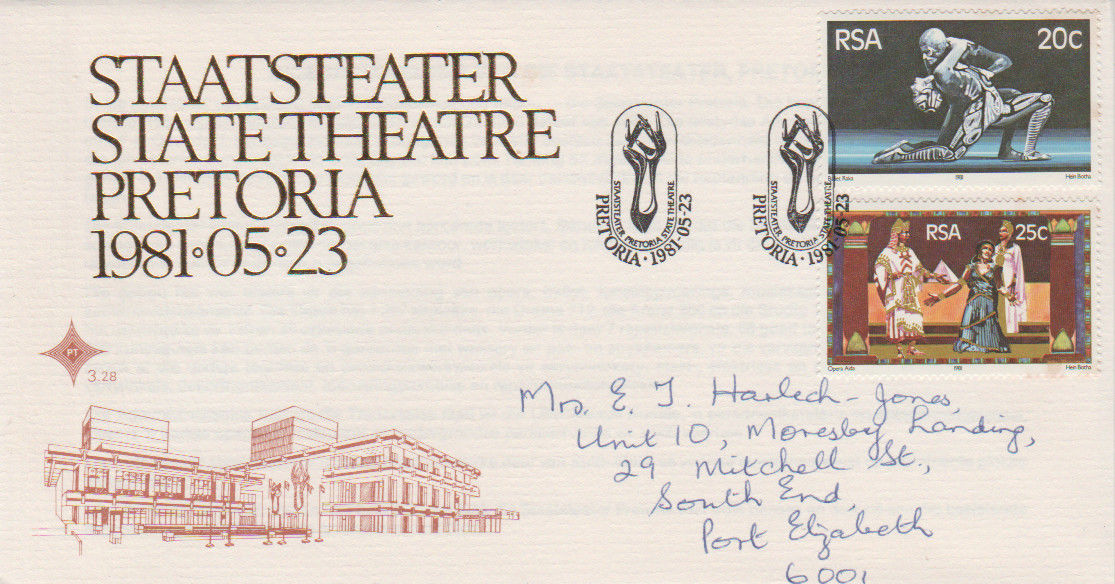 STAATSTEATER
STATE THEATRE
PRETORIA
1981·05·23
PT
3.28
STAATSTEATER, PRETORIA STATE THEATRE
PRETORIA · 1981-05-23
STAATSTEATER, PRETORIA STATE THEATRE
PRETORIA · 1981-05-23
RSA 20c
Ballet Raka 1981 Hein Botha
RSA 25c
Opera Aida 1981 Hein Botha
Mrs. E. J. Harlech-Jones,
Unit 10, Moresby Landing,
29 Mitchell St.,
South End,
Port Elizabeth
6001